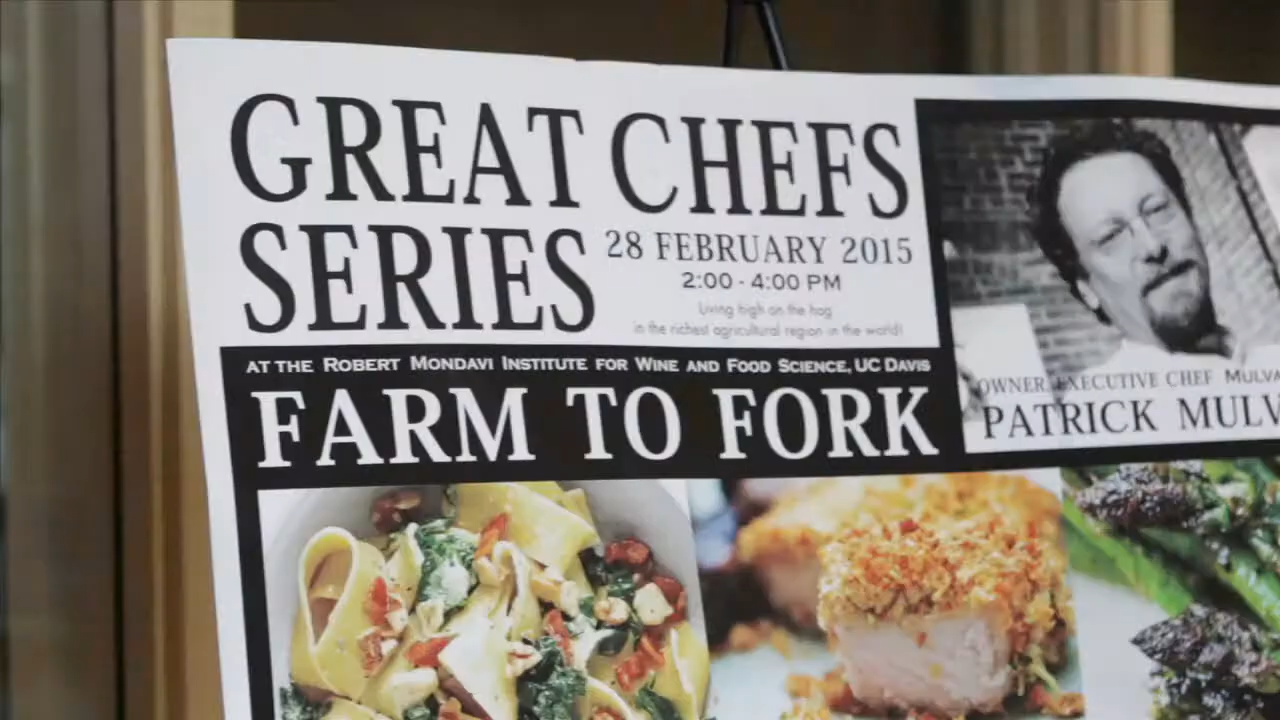 GREAT CHEFS
SERIES
28 FEBRUARY 2015
2:00 - 4:00 PM
Living high on the hog
in the richest agricultural region in the world!
AT THE ROBERT MONDAVI INSTITUTE FOR WINE AND FOOD SCIENCE, UC DAVIS
FARM TO FORK
OWNER EXECUTIVE CHEF
PATRICK